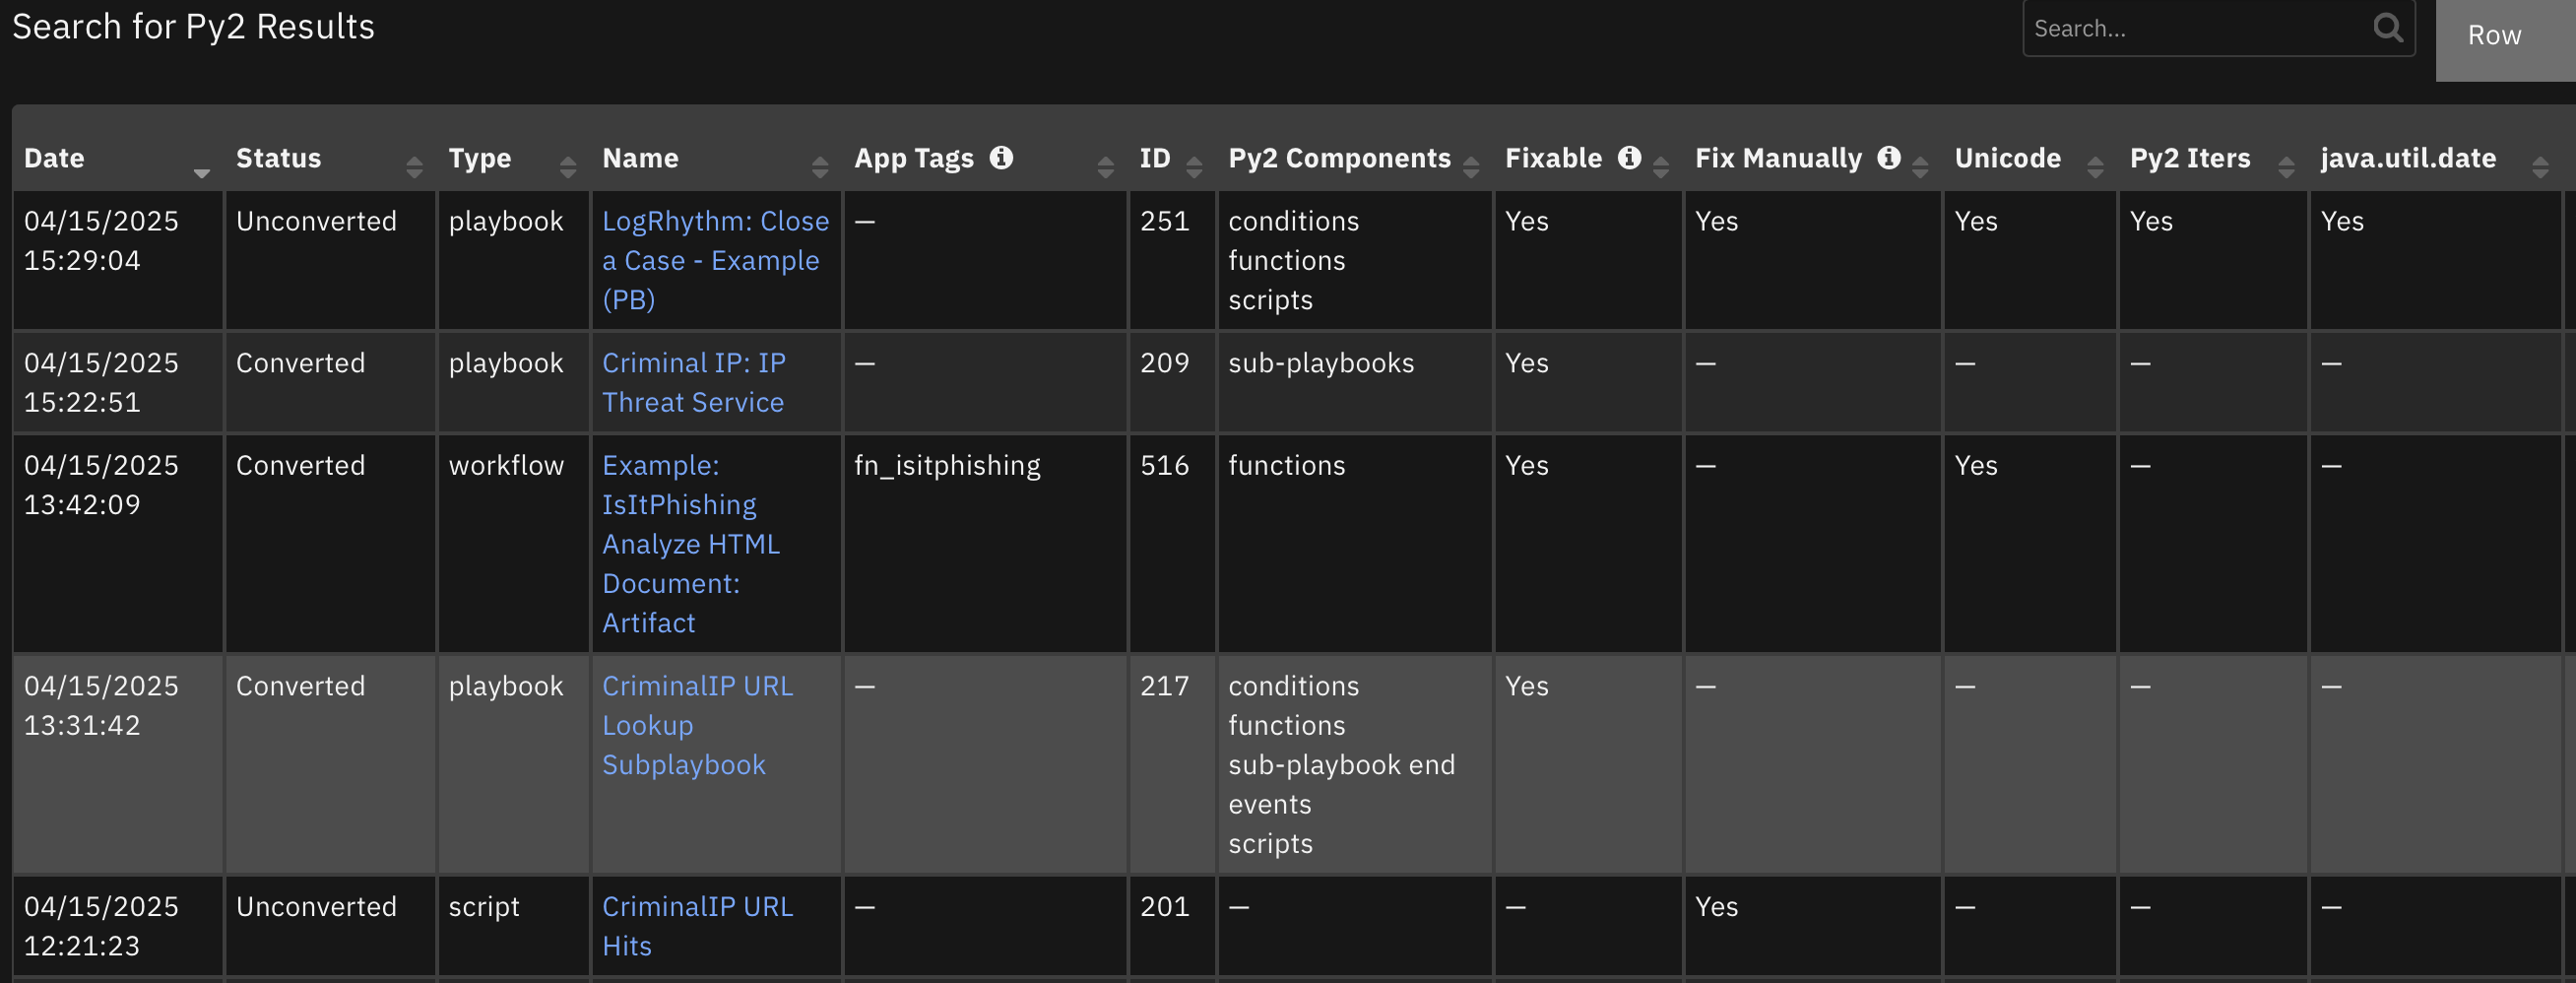 Search for Py2 Results
Search...
Row
Date Status Type Name App Tags ID Py2 Components Fixable Fix Manually Unicode Py2 Iters java.util.date
04/15/2025 Unconverted playbook LogRhythm: Close — 251 conditions Yes Yes Yes Yes Yes
15:29:04 a Case - Example functions
(PB) scripts
04/15/2025 Converted playbook Criminal IP: IP — 209 sub-playbooks Yes — — — —
15:22:51 Threat Service
04/15/2025 Converted workflow Example: fn_isitphishing 516 functions Yes — Yes — —
13:42:09 IsItPhishing
Analyze HTML
Document:
Artifact
04/15/2025 Converted playbook CriminalIP URL — 217 conditions Yes — — — —
13:31:42 Lookup functions
Subplaybook sub-playbook end
events
scripts
04/15/2025 Unconverted script CriminalIP URL — 201 — — Yes — — —
12:21:23 Hits